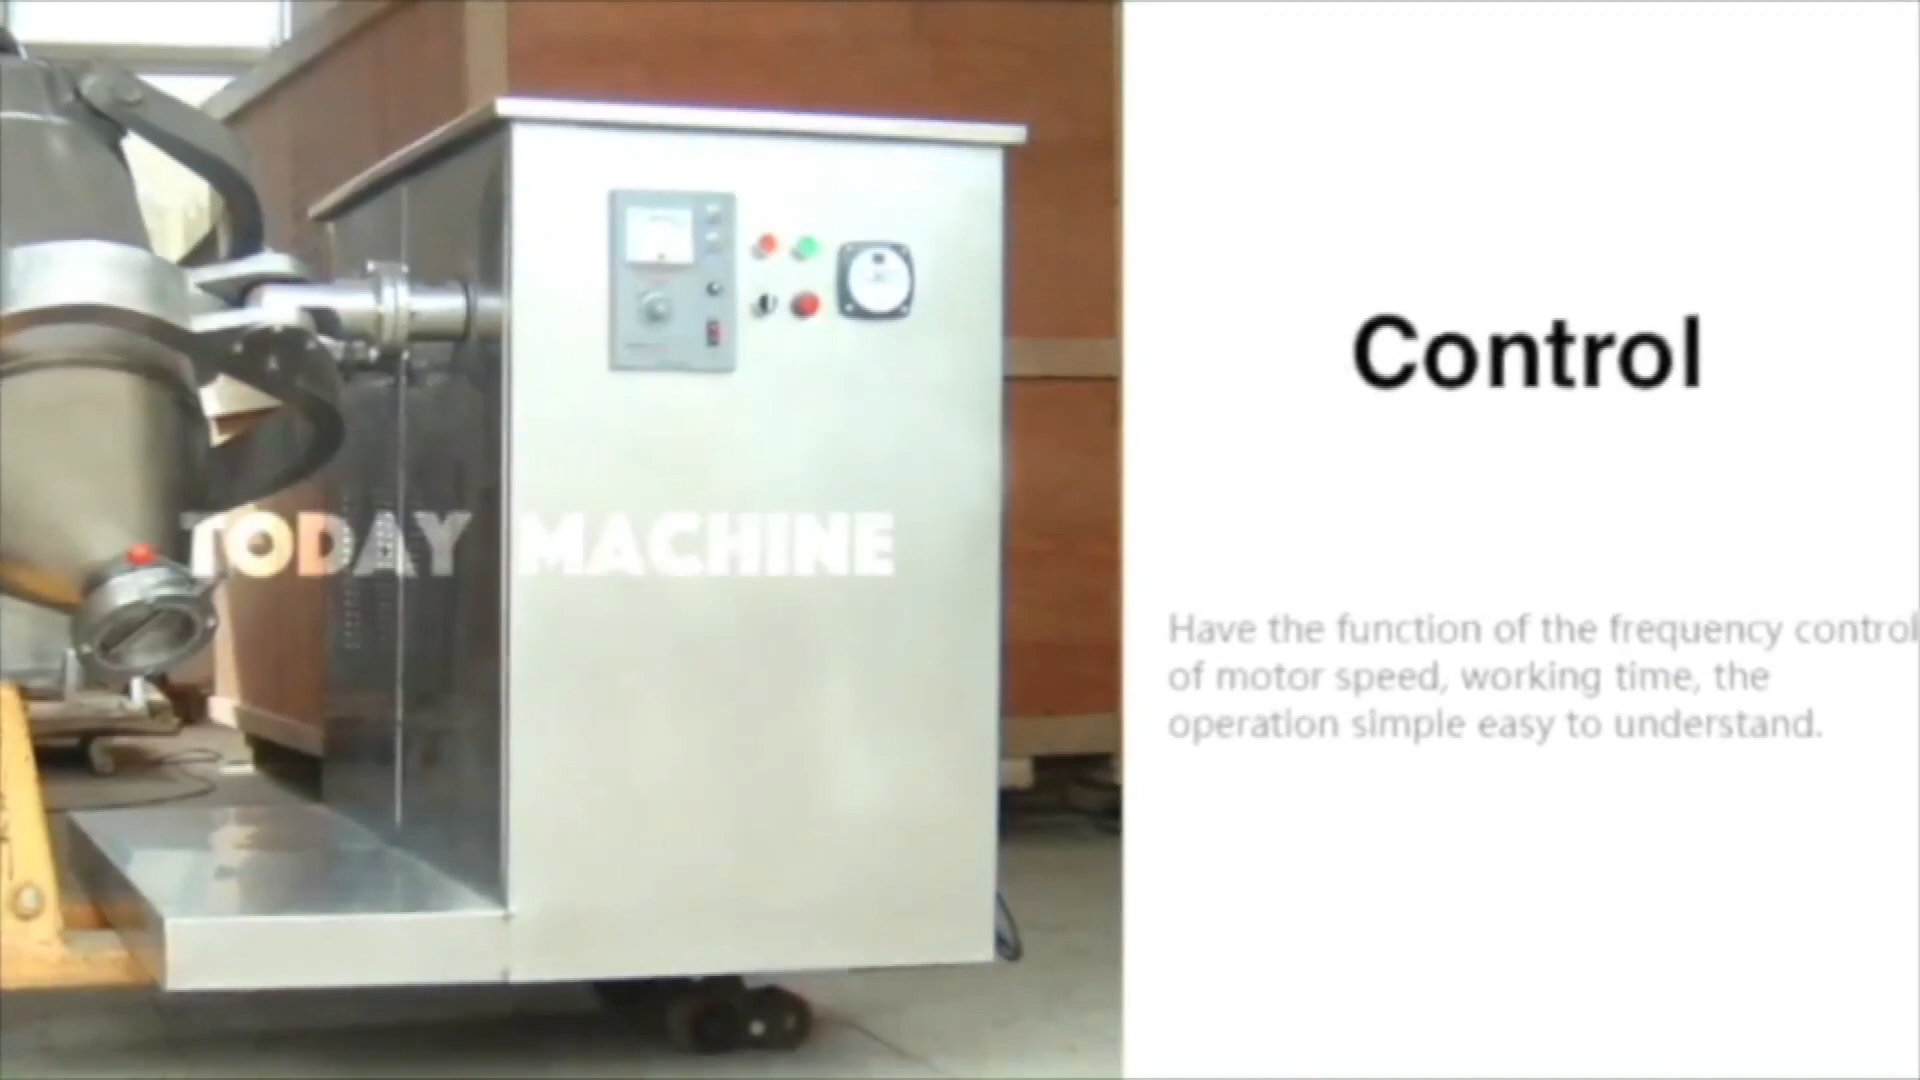 Control
TODAY MACHINE
Have the function of the frequency control
of motor speed, working time, the
operation simple easy to understand.